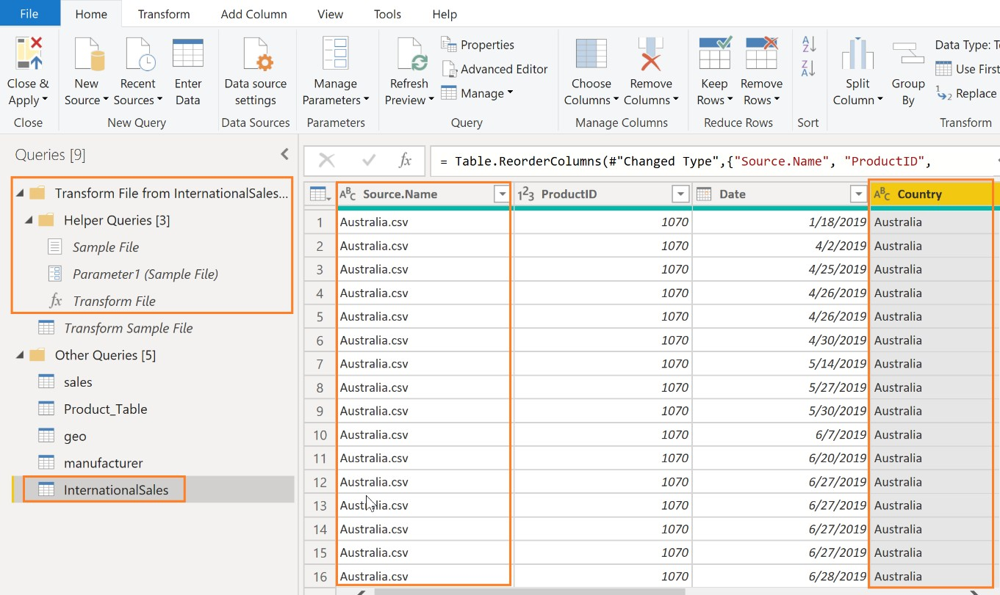 File Home Transform Add Column View Tools Help
Close & Apply
New Source
Recent Sources
Enter Data
Data source settings
Manage Parameters
Refresh Preview
Properties
Advanced Editor
Manage
Choose Columns
Remove Columns
Keep Rows
Remove Rows
A Z
Z A
Split Column
Group By
Data Type: T
Use First
1 2 Replace
Close New Query Data Sources Parameters Query Manage Columns Reduce Rows Sort Transform
Queries [9]
Transform File from InternationalSales...
Helper Queries [3]
Sample File
Parameter1 (Sample File)
fx Transform File
Transform Sample File
Other Queries [5]
sales
Product_Table
geo
manufacturer
InternationalSales
fx = Table.ReorderColumns(#"Changed Type",{"Source.Name", "ProductID",
ABC Source.Name 123 ProductID Date ABC Country
1 Australia.csv 1070 1/18/2019 Australia
2 Australia.csv 1070 4/2/2019 Australia
3 Australia.csv 1070 4/25/2019 Australia
4 Australia.csv 1070 4/26/2019 Australia
5 Australia.csv 1070 4/26/2019 Australia
6 Australia.csv 1070 4/30/2019 Australia
7 Australia.csv 1070 5/14/2019 Australia
8 Australia.csv 1070 5/27/2019 Australia
9 Australia.csv 1070 5/30/2019 Australia
10 Australia.csv 1070 6/7/2019 Australia
11 Australia.csv 1070 6/20/2019 Australia
12 Australia.csv 1070 6/27/2019 Australia
13 Australia.csv 1070 6/27/2019 Australia
14 Australia.csv 1070 6/27/2019 Australia
15 Australia.csv 1070 6/27/2019 Australia
16 Australia.csv 1070 6/28/2019 Australia